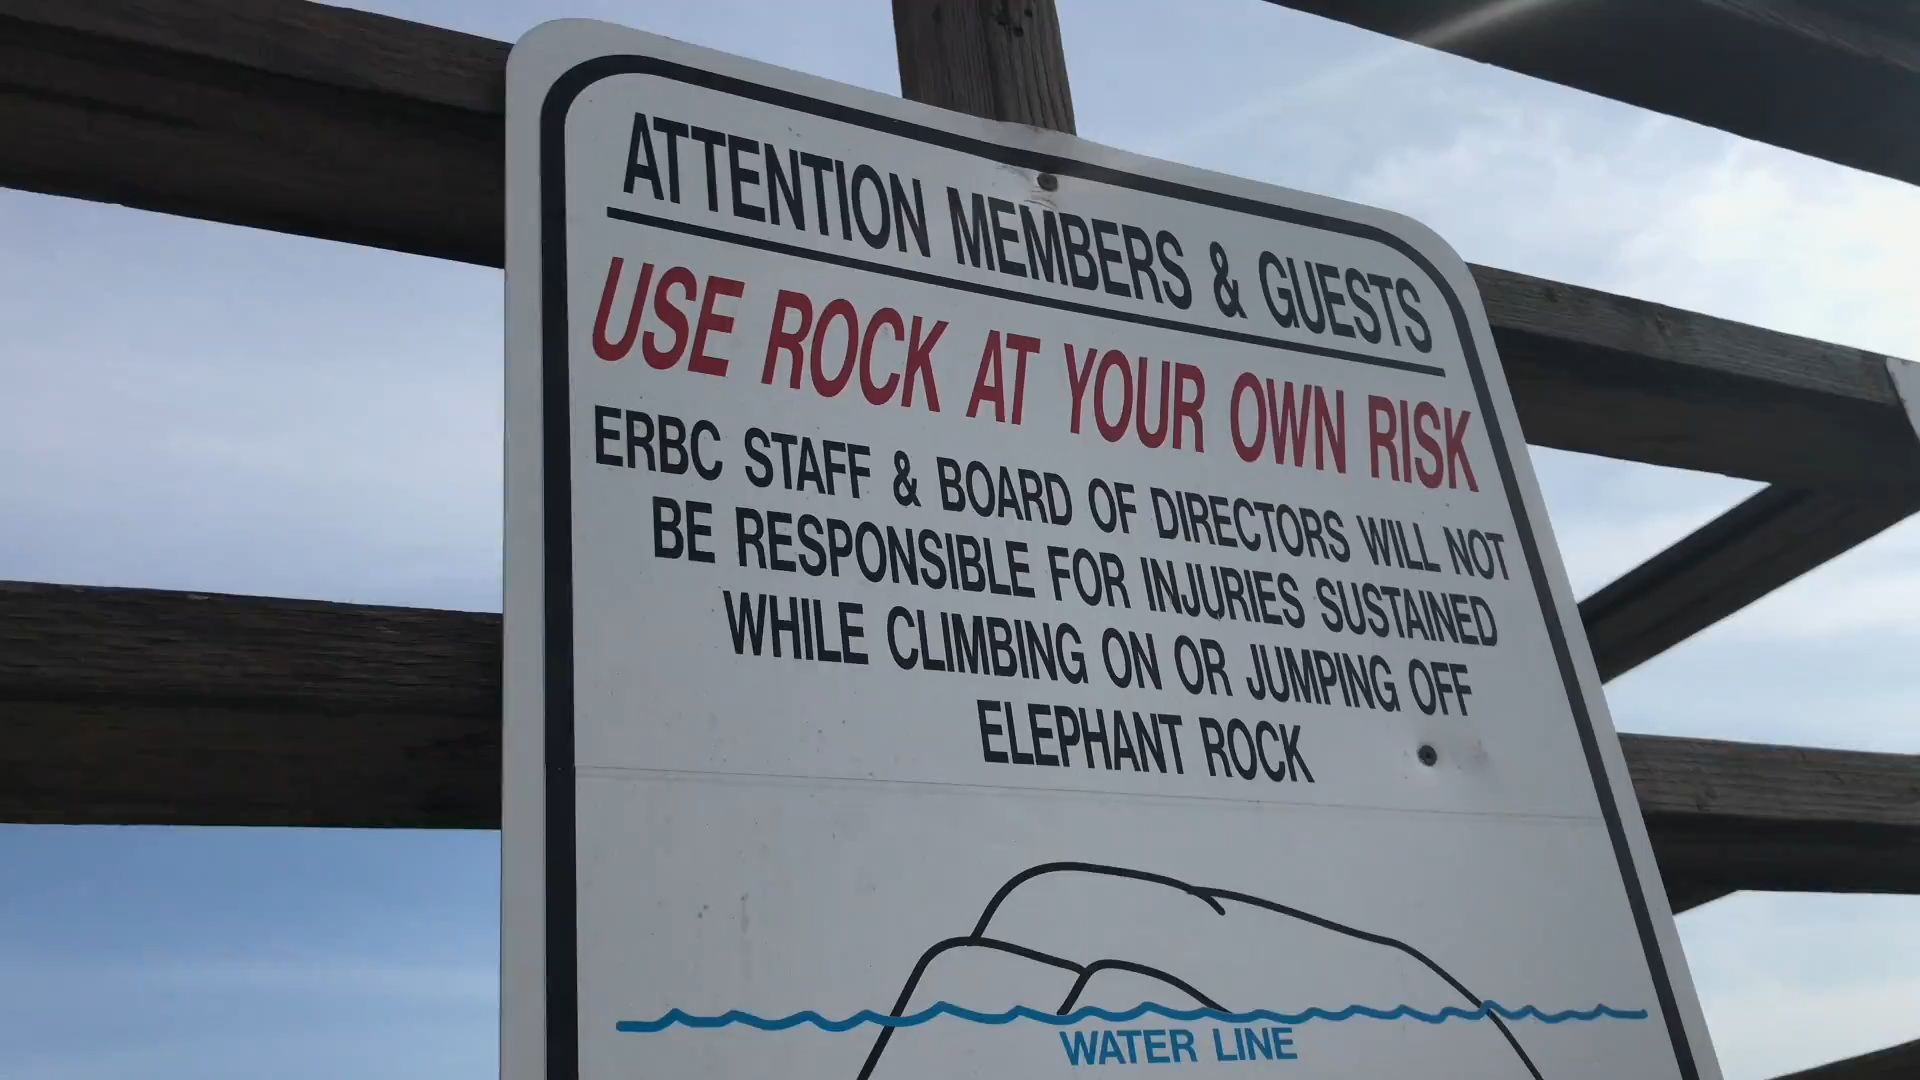 ATTENTION MEMBERS & GUESTS
USE ROCK AT YOUR OWN RISK
ERBC STAFF & BOARD OF DIRECTORS WILL NOT
BE RESPONSIBLE FOR INJURIES SUSTAINED
WHILE CLIMBING ON OR JUMPING OFF
ELEPHANT ROCK
WATER LINE